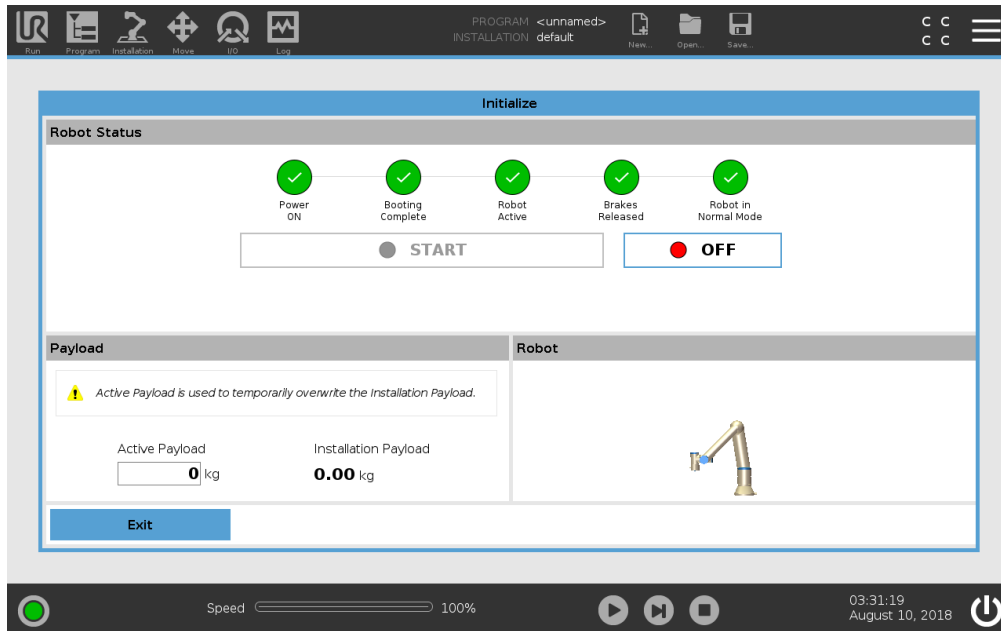 UR
PROGRAM <unnamed>
INSTALLATION default
C C
C C
Run Program Installation Move I/O Log New... Open... Save...
Initialize
Robot Status
Power
ON
Booting
Complete
Robot
Active
Brakes
Released
Robot in
Normal Mode
START
OFF
Payload
Robot
Active Payload is used to temporarily overwrite the Installation Payload.
Active Payload
Installation Payload
0 kg
0.00 kg
Exit
Speed 100%
03:31:19
August 10, 2018